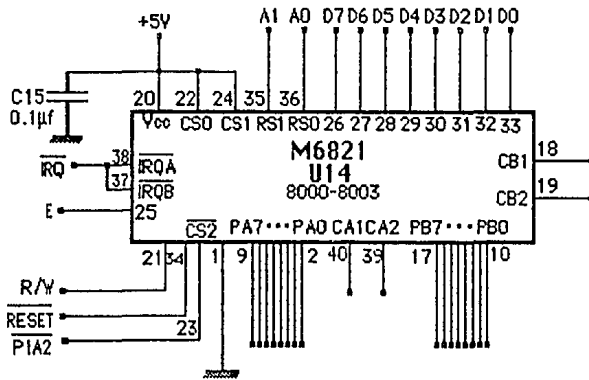 +5V A1 A0 D7 D6 D5 D4 D3 D2 D1 D0
C15
0.1µf
20 22 24 35 36 26 27 28 29 30 31 32 33
Vcc CS0 CS1 RS1 RS0
M6821
U14
8000-8003
IRQ 38 IRQA
37 IRQB
E 25
CB1 18
CB2 19
CS2 PA7 ··· PA0 CA1 CA2 PB7 ··· PB0
21 34 1 9 2 40 39 17 10
R/W
RESET
23
PIA2